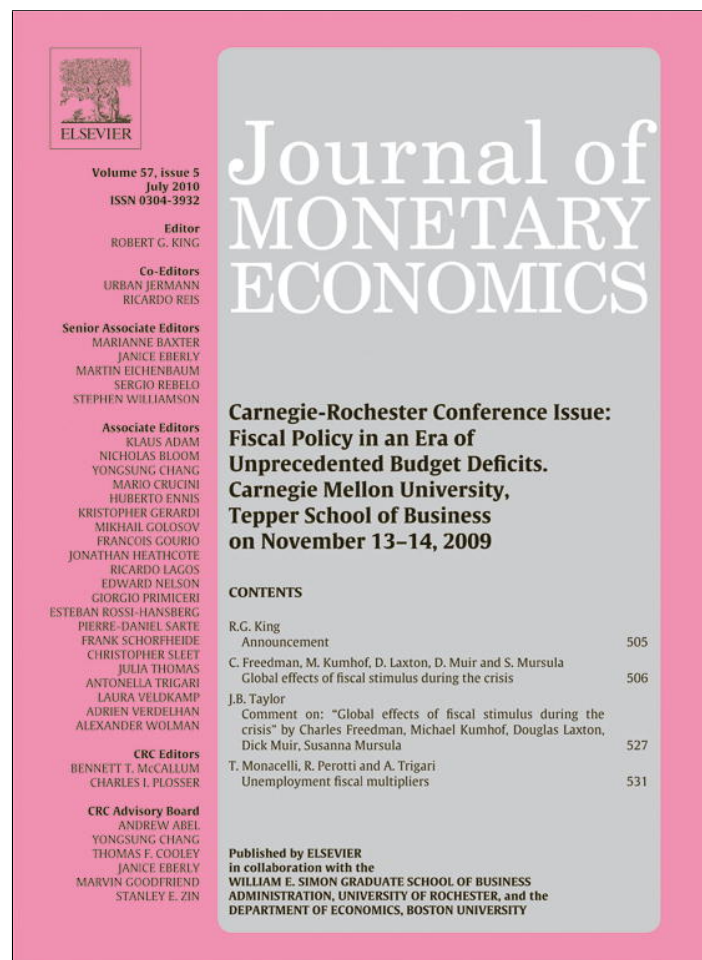 ELSEVIER
Volume 57, issue 5
July 2010
ISSN 0304-3932
Editor
ROBERT G. KING
Co-Editors
URBAN JERMANN
RICARDO REIS
Senior Associate Editors
MARIANNE BAXTER
JANICE EBERLY
MARTIN EICHENBAUM
SERGIO REBELO
STEPHEN WILLIAMSON
Associate Editors
KLAUS ADAM
NICHOLAS BLOOM
YONGSUNG CHANG
MARIO CRUCINI
HUBERTO ENNIS
KRISTOPHER GERARDI
MIKHAIL GOLOSOV
FRANCOIS GOURIO
JONATHAN HEATHCOTE
RICARDO LAGOS
EDWARD NELSON
GIORGIO PRIMICERI
ESTEBAN ROSSI-HANSBERG
PIERRE-DANIEL SARTE
FRANK SCHORFHEIDE
CHRISTOPHER SLEET
JULIA THOMAS
ANTONELLA TRIGARI
LAURA VELDKAMP
ADRIEN VERDELHAN
ALEXANDER WOLMAN
CRC Editors
BENNETT T. McCALLUM
CHARLES I. PLOSSER
CRC Advisory Board
ANDREW ABEL
YONGSUNG CHANG
THOMAS F. COOLEY
JANICE EBERLY
MARVIN GOODFRIEND
STANLEY E. ZIN
Journal of
MONETARY
ECONOMICS
Carnegie-Rochester Conference Issue:
Fiscal Policy in an Era of
Unprecedented Budget Deficits.
Carnegie Mellon University,
Tepper School of Business
on November 13–14, 2009
CONTENTS
R.G. King
Announcement 505
C. Freedman, M. Kumhof, D. Laxton, D. Muir and S. Mursula
Global effects of fiscal stimulus during the crisis 506
J.B. Taylor
Comment on: “Global effects of fiscal stimulus during the
crisis” by Charles Freedman, Michael Kumhof, Douglas Laxton,
Dick Muir, Susanna Mursula 527
T. Monacelli, R. Perotti and A. Trigari
Unemployment fiscal multipliers 531
Published by ELSEVIER
in collaboration with the
WILLIAM E. SIMON GRADUATE SCHOOL OF BUSINESS
ADMINISTRATION, UNIVERSITY OF ROCHESTER, and the
DEPARTMENT OF ECONOMICS, BOSTON UNIVERSITY